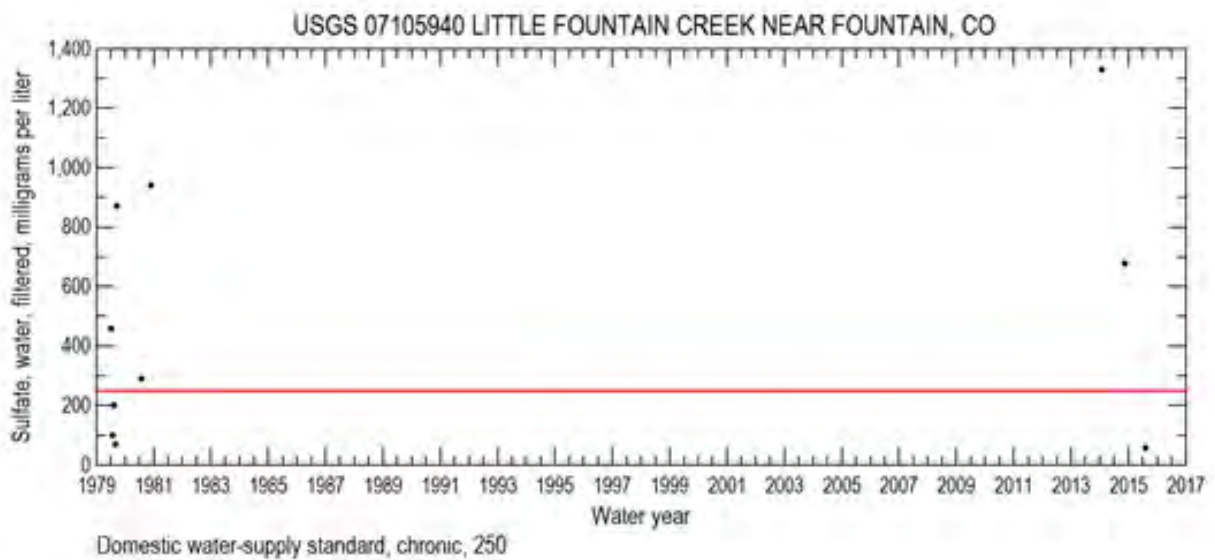 USGS 07105940 LITTLE FOUNTAIN CREEK NEAR FOUNTAIN, CO
Sulfate, water, filtered, milligrams per liter
1,400
1,200
1,000
800
600
400
200
0
1979 1981 1983 1985 1987 1989 1991 1993 1995 1997 1999 2001 2003 2005 2007 2009 2011 2013 2015 2017
Water year
Domestic water-supply standard, chronic, 250